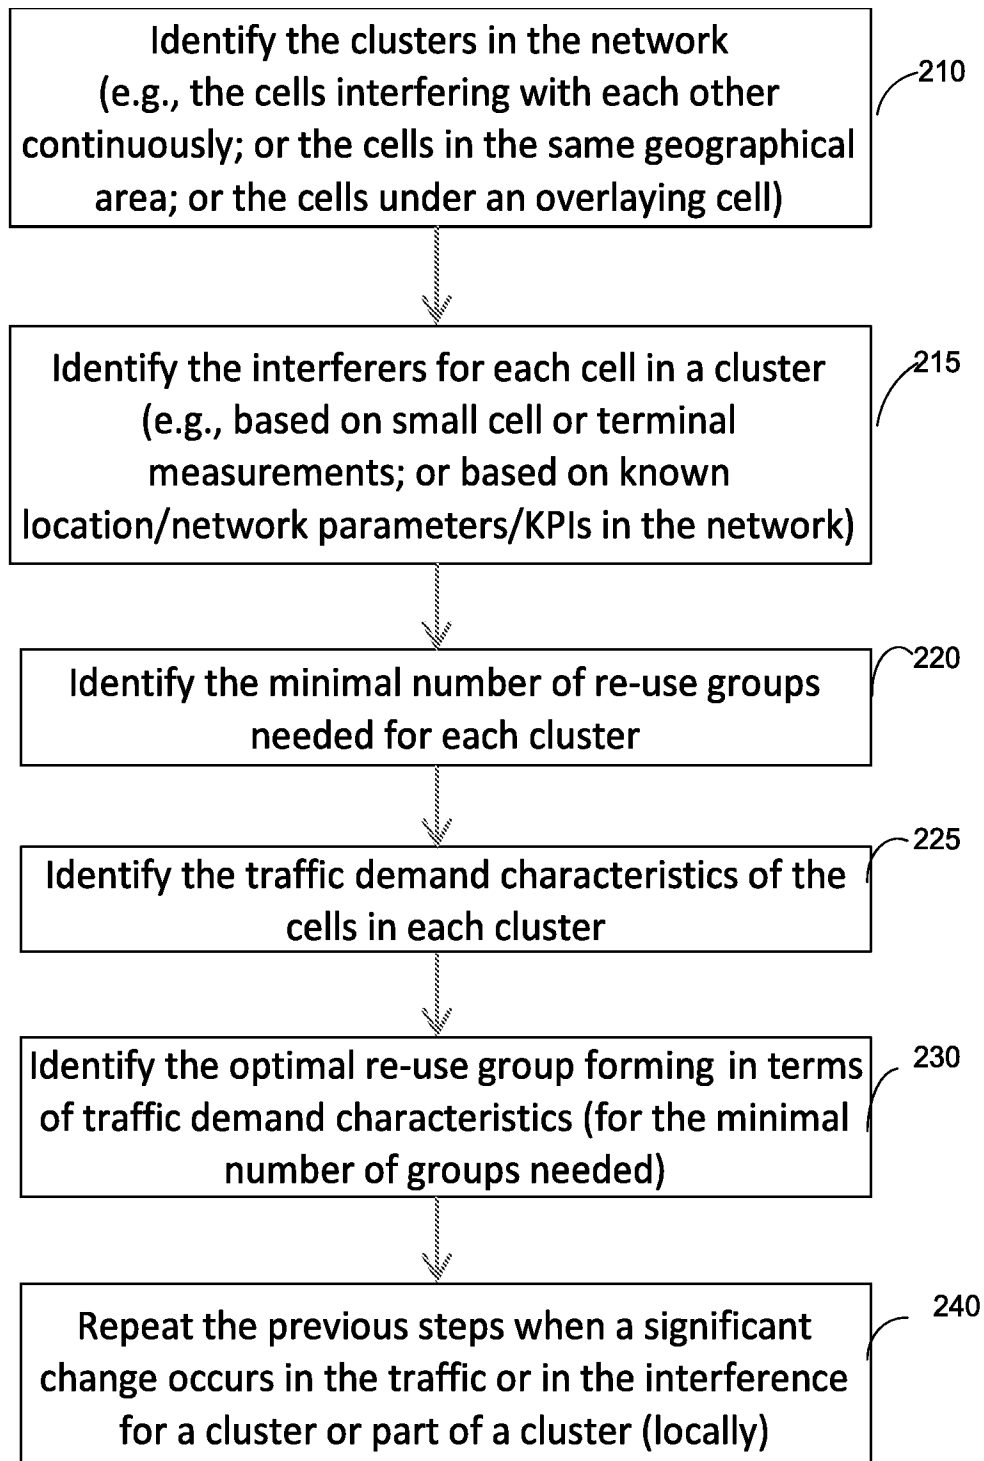 Identify the clusters in the network
(e.g., the cells interfering with each other
continuously; or the cells in the same geographical
area; or the cells under an overlaying cell)
210
Identify the interferers for each cell in a cluster
(e.g., based on small cell or terminal
measurements; or based on known
location/network parameters/KPIs in the network)
215
Identify the minimal number of re-use groups
needed for each cluster
220
Identify the traffic demand characteristics of the
cells in each cluster
225
Identify the optimal re-use group forming in terms
of traffic demand characteristics (for the minimal
number of groups needed)
230
Repeat the previous steps when a significant
change occurs in the traffic or in the interference
for a cluster or part of a cluster (locally)
240